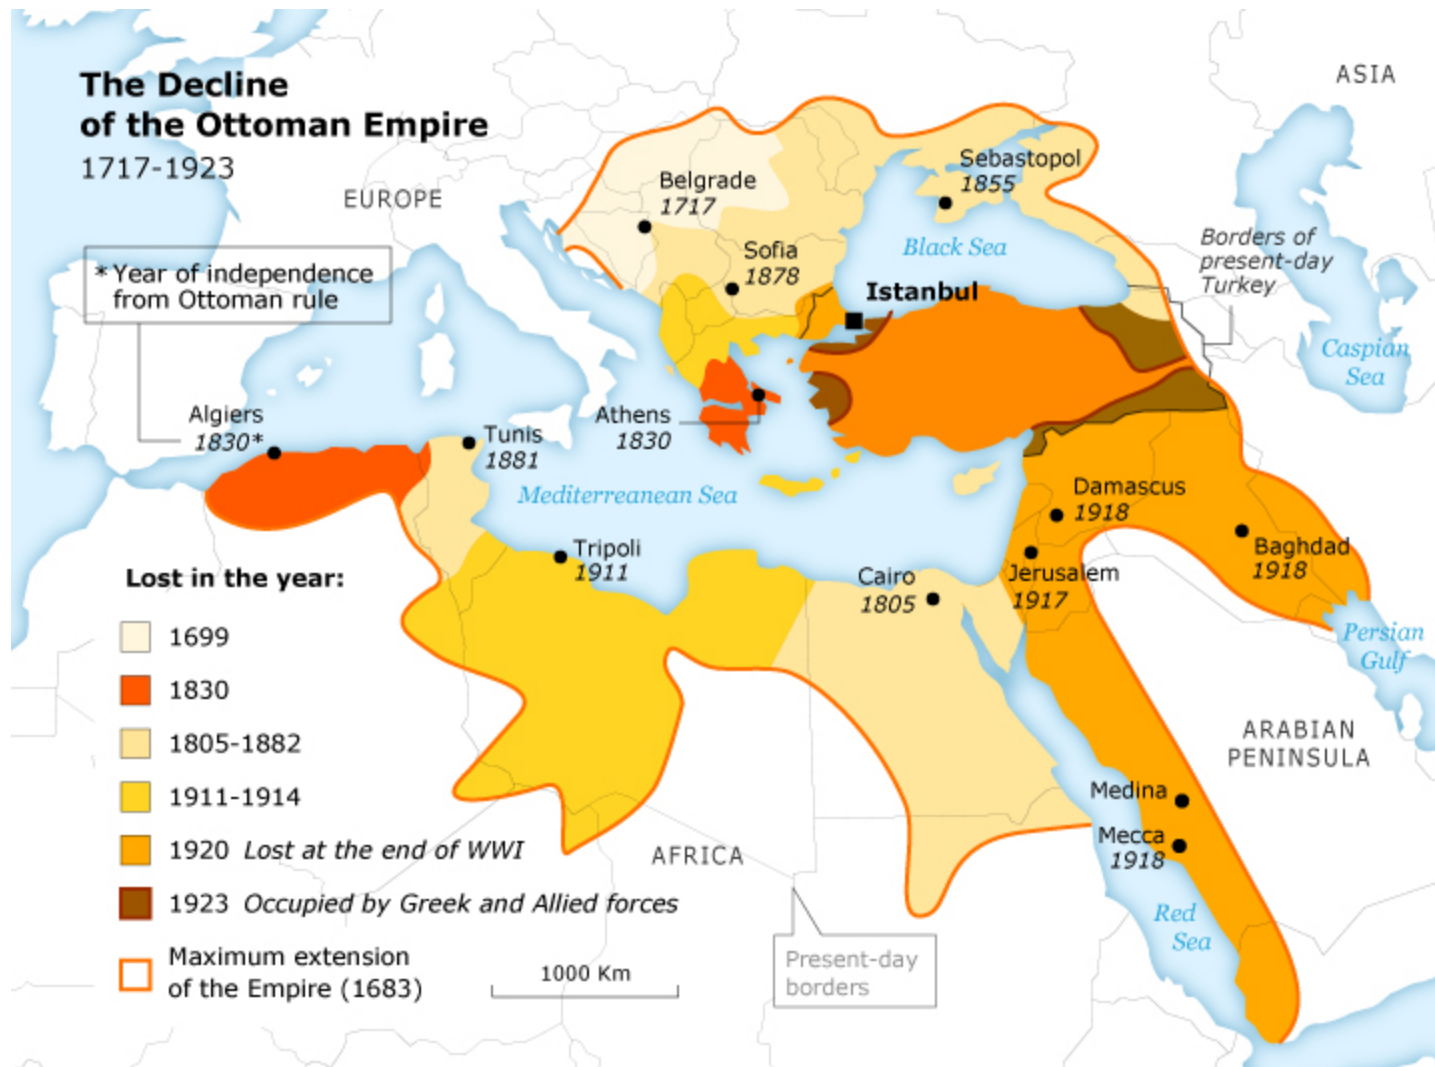 The Decline
of the Ottoman Empire
1717-1923
ASIA
EUROPE
Sebastopol
1855
Belgrade
1717
Black Sea
Borders of
present-day
Turkey
Sofia
1878
* Year of independence
from Ottoman rule
Istanbul
Caspian
Sea
Algiers
1830*
Tunis
1881
Athens
1830
Mediterreanean Sea
Damascus
1918
Tripoli
1911
Baghdad
1918
Cairo
1805
Jerusalem
1917
Persian
Gulf
Lost in the year:
1699
1830
1805-1882
1911-1914
1920 Lost at the end of WWI
1923 Occupied by Greek and Allied forces
Maximum extension
of the Empire (1683)
ARABIAN
PENINSULA
Medina
Mecca
1918
AFRICA
Red
Sea
1000 Km
Present-day
borders